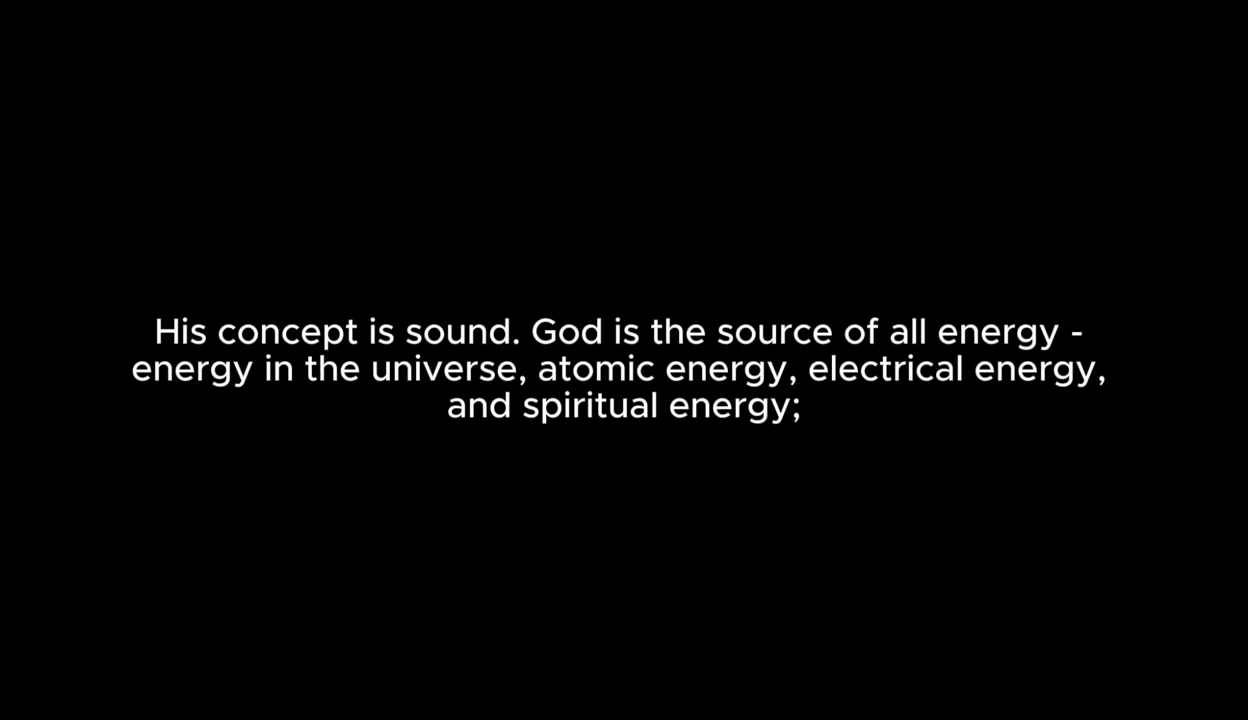 His concept is sound. God is the source of all energy -
energy in the universe, atomic energy, electrical energy,
and spiritual energy;